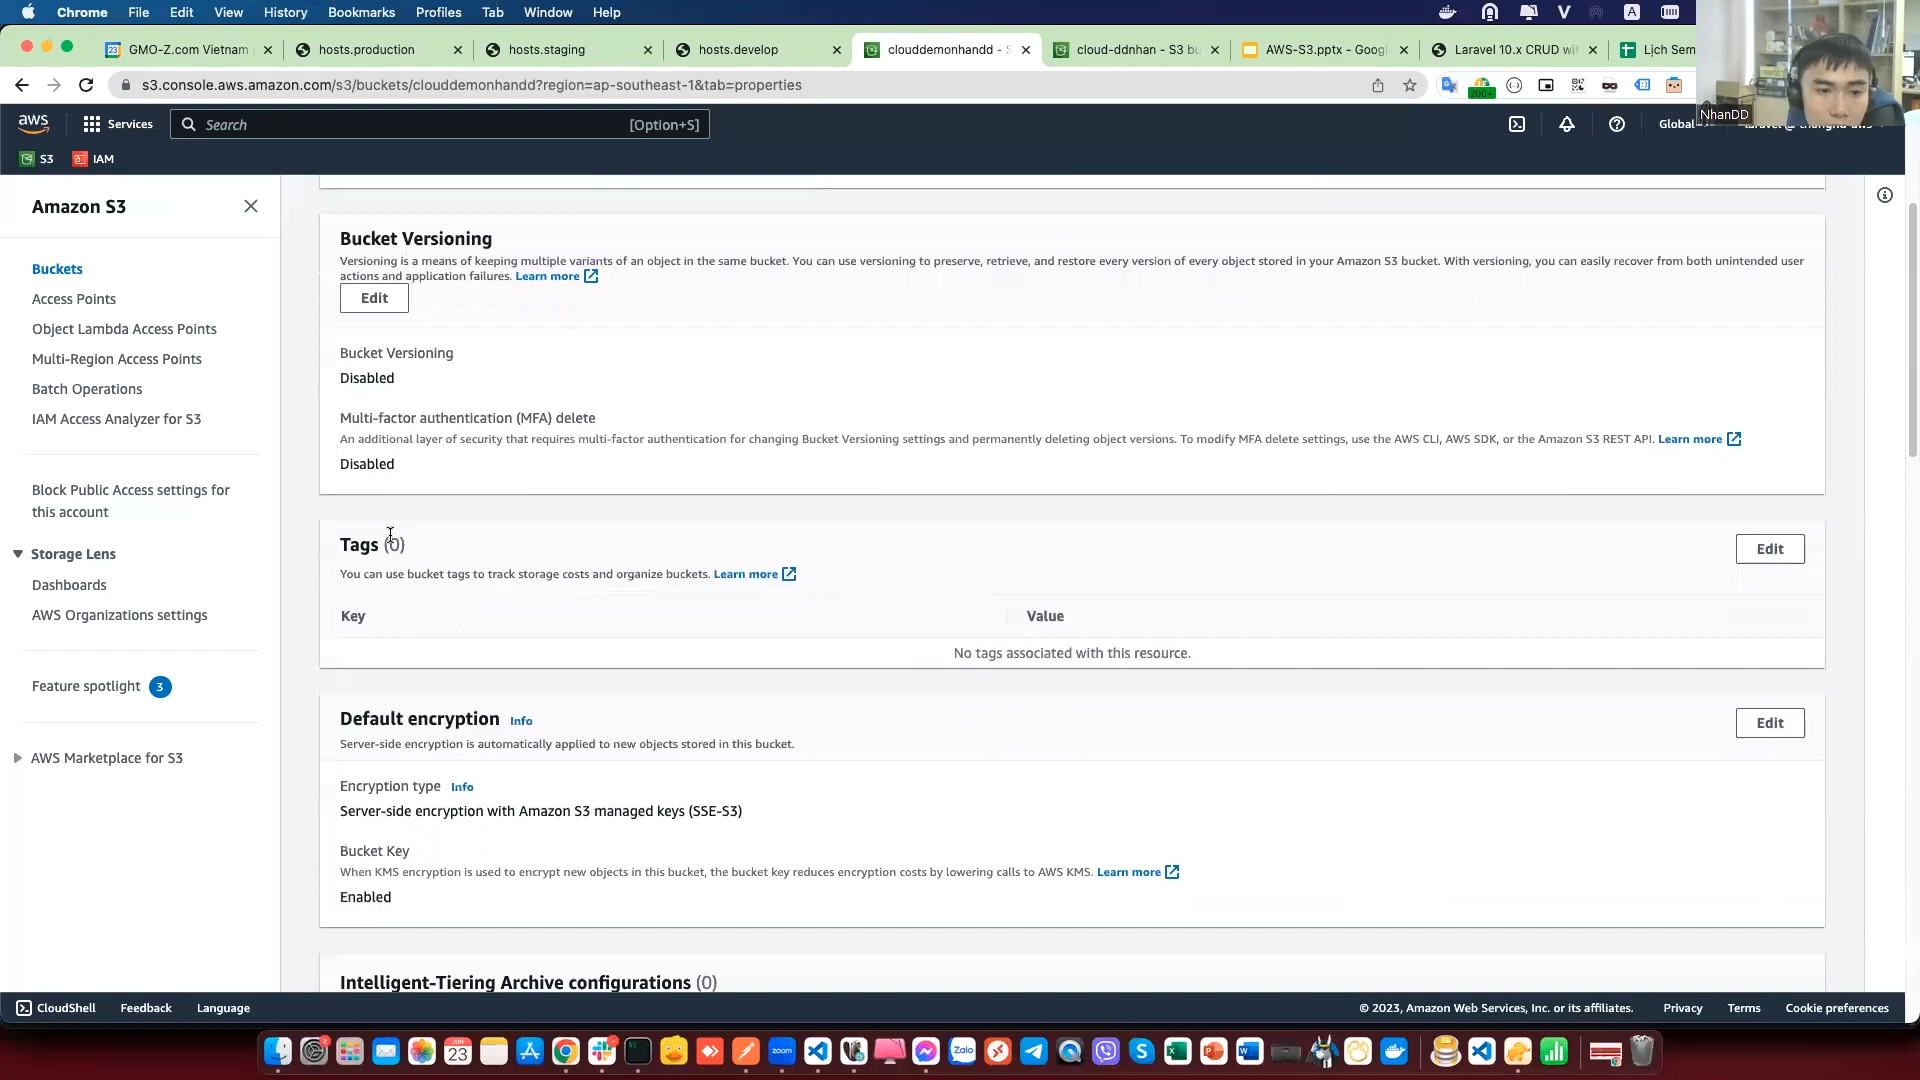 Chrome File Edit View History Bookmarks Profiles Tab Window Help
GMO-Z.com Vietnam
hosts.production
hosts.staging
hosts.develop
clouddemonhandd - S
cloud-ddnhan - S3 bu
AWS-S3.pptx - Google
Laravel 10.x CRUD wit
Lịch Sem
s3.console.aws.amazon.com/s3/buckets/clouddemonhandd?region=ap-southeast-1&tab=properties
200+
NhanDD
aws
Services
Search
[Option+S]
Global
S3
IAM
Amazon S3
Buckets
Access Points
Object Lambda Access Points
Multi-Region Access Points
Batch Operations
IAM Access Analyzer for S3
Block Public Access settings for
this account
Storage Lens
Dashboards
AWS Organizations settings
Feature spotlight 3
AWS Marketplace for S3
Bucket Versioning
Versioning is a means of keeping multiple variants of an object in the same bucket. You can use versioning to preserve, retrieve, and restore every version of every object stored in your Amazon S3 bucket. With versioning, you can easily recover from both unintended user
actions and application failures. Learn more
Edit
Bucket Versioning
Disabled
Multi-factor authentication (MFA) delete
An additional layer of security that requires multi-factor authentication for changing Bucket Versioning settings and permanently deleting object versions. To modify MFA delete settings, use the AWS CLI, AWS SDK, or the Amazon S3 REST API. Learn more
Disabled
Tags (0)
Edit
You can use bucket tags to track storage costs and organize buckets. Learn more
Key
Value
No tags associated with this resource.
Default encryption Info
Edit
Server-side encryption is automatically applied to new objects stored in this bucket.
Encryption type Info
Server-side encryption with Amazon S3 managed keys (SSE-S3)
Bucket Key
When KMS encryption is used to encrypt new objects in this bucket, the bucket key reduces encryption costs by lowering calls to AWS KMS. Learn more
Enabled
Intelligent-Tiering Archive configurations (0)
CloudShell
Feedback
Language
© 2023, Amazon Web Services, Inc. or its affiliates.
Privacy
Terms
Cookie preferences
JUN
23
zoom
Zalo